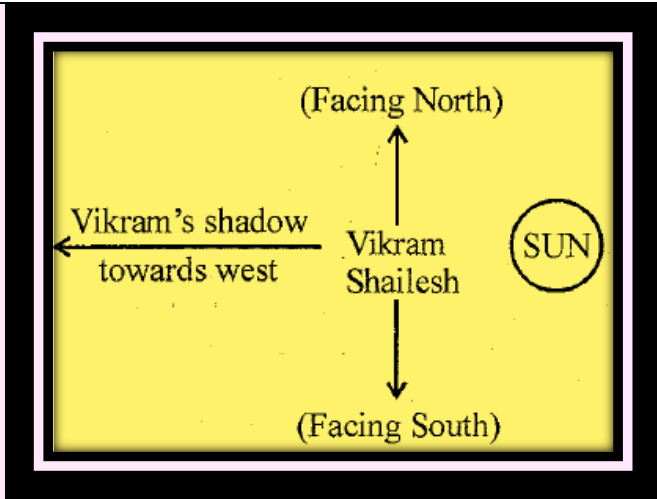 (Facing North)
Vikram's shadow
towards west
Vikram
Shailesh
SUN
(Facing South)